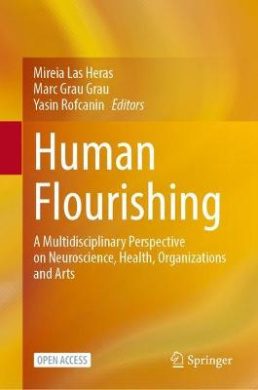 Mireia Las Heras
Marc Grau Grau
Yasin Rofcanin Editors
Human
Flourishing
A Multidisciplinary Perspective
on Neuroscience, Health, Organizations
and Arts
OPEN ACCESS
Springer